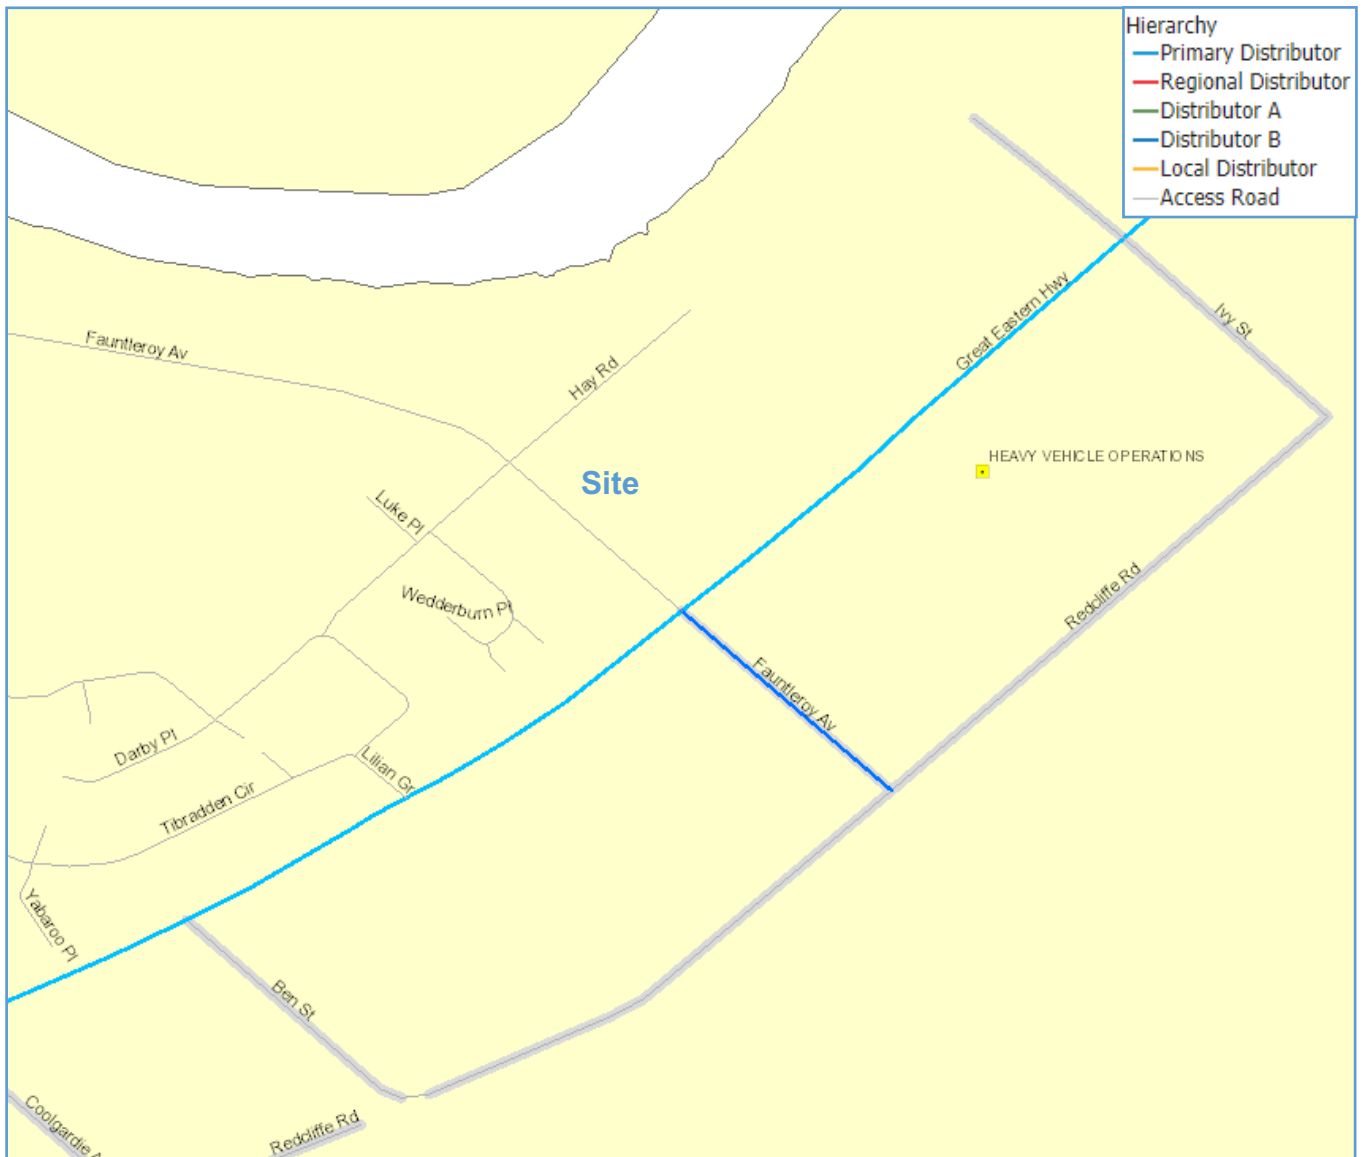 Hierarchy
Primary Distributor
Regional Distributor
Distributor A
Distributor B
Local Distributor
Access Road
Great Eastern Hwy
Ivy St
Fauntleroy Av
Hay Rd
HEAVY VEHICLE OPERATIONS
Site
Luke Pl
Wedderburn Pl
Redcliffe Rd
Fauntleroy Av
Darby Pl
Lilian Gr
Tibradden Cir
Yabaroo Pl
Ben St
Coolgardie A
Redcliffe Rd